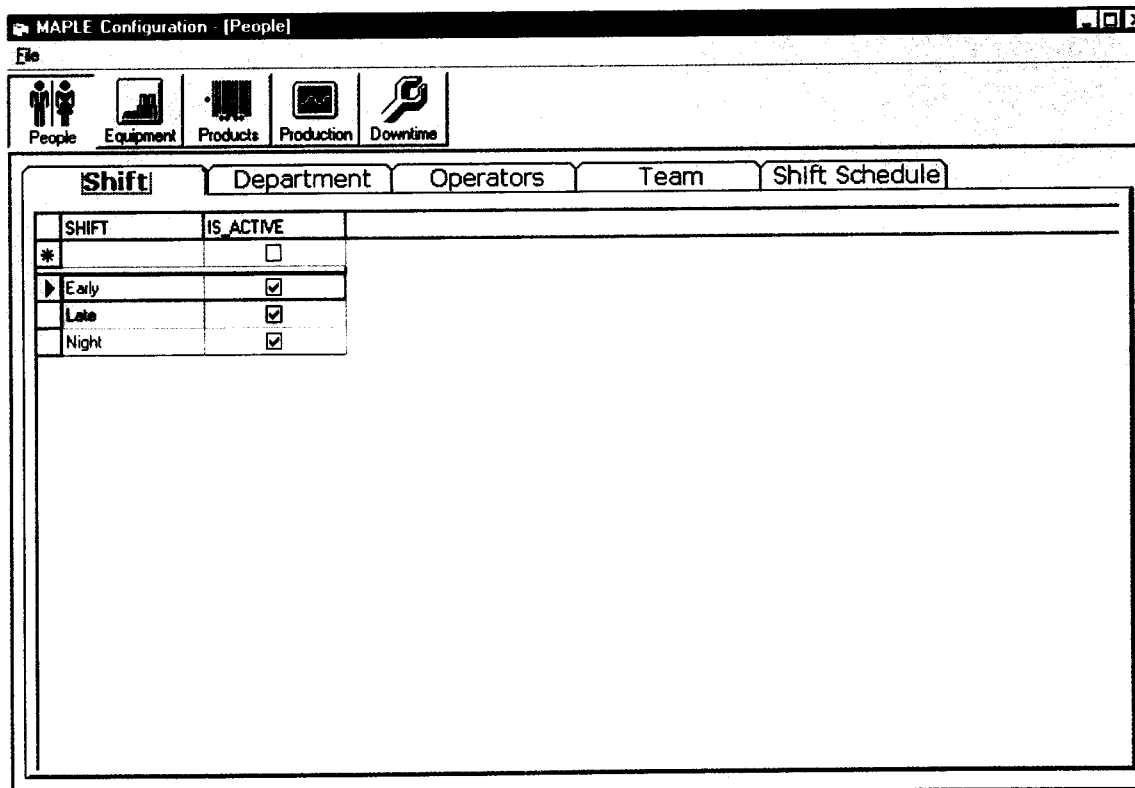 MAPLE Configuration - [People]
File
People Equipment Products Production Downtime
Shift Department Operators Team Shift Schedule
SHIFT IS_ACTIVE
Early
Late
Night